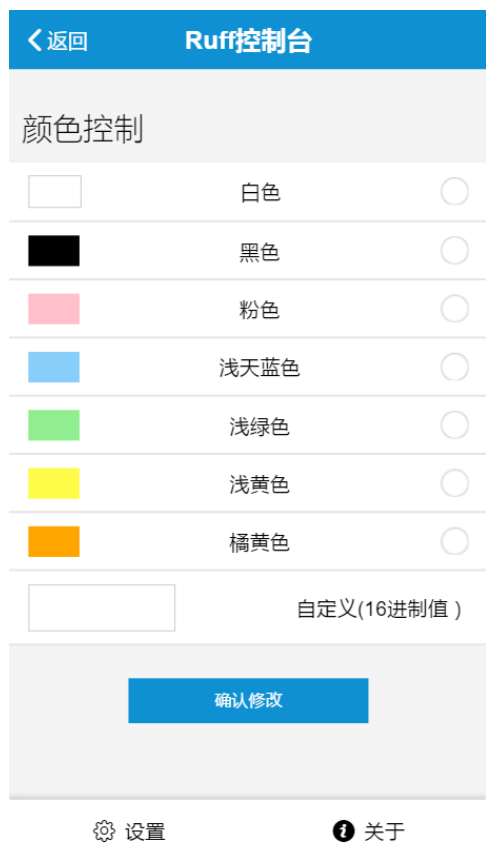 返回 Ruff控制台
颜色控制
白色
黑色
粉色
浅天蓝色
浅绿色
浅黄色
橘黄色
自定义(16进制值 )
确认修改
设置 关于